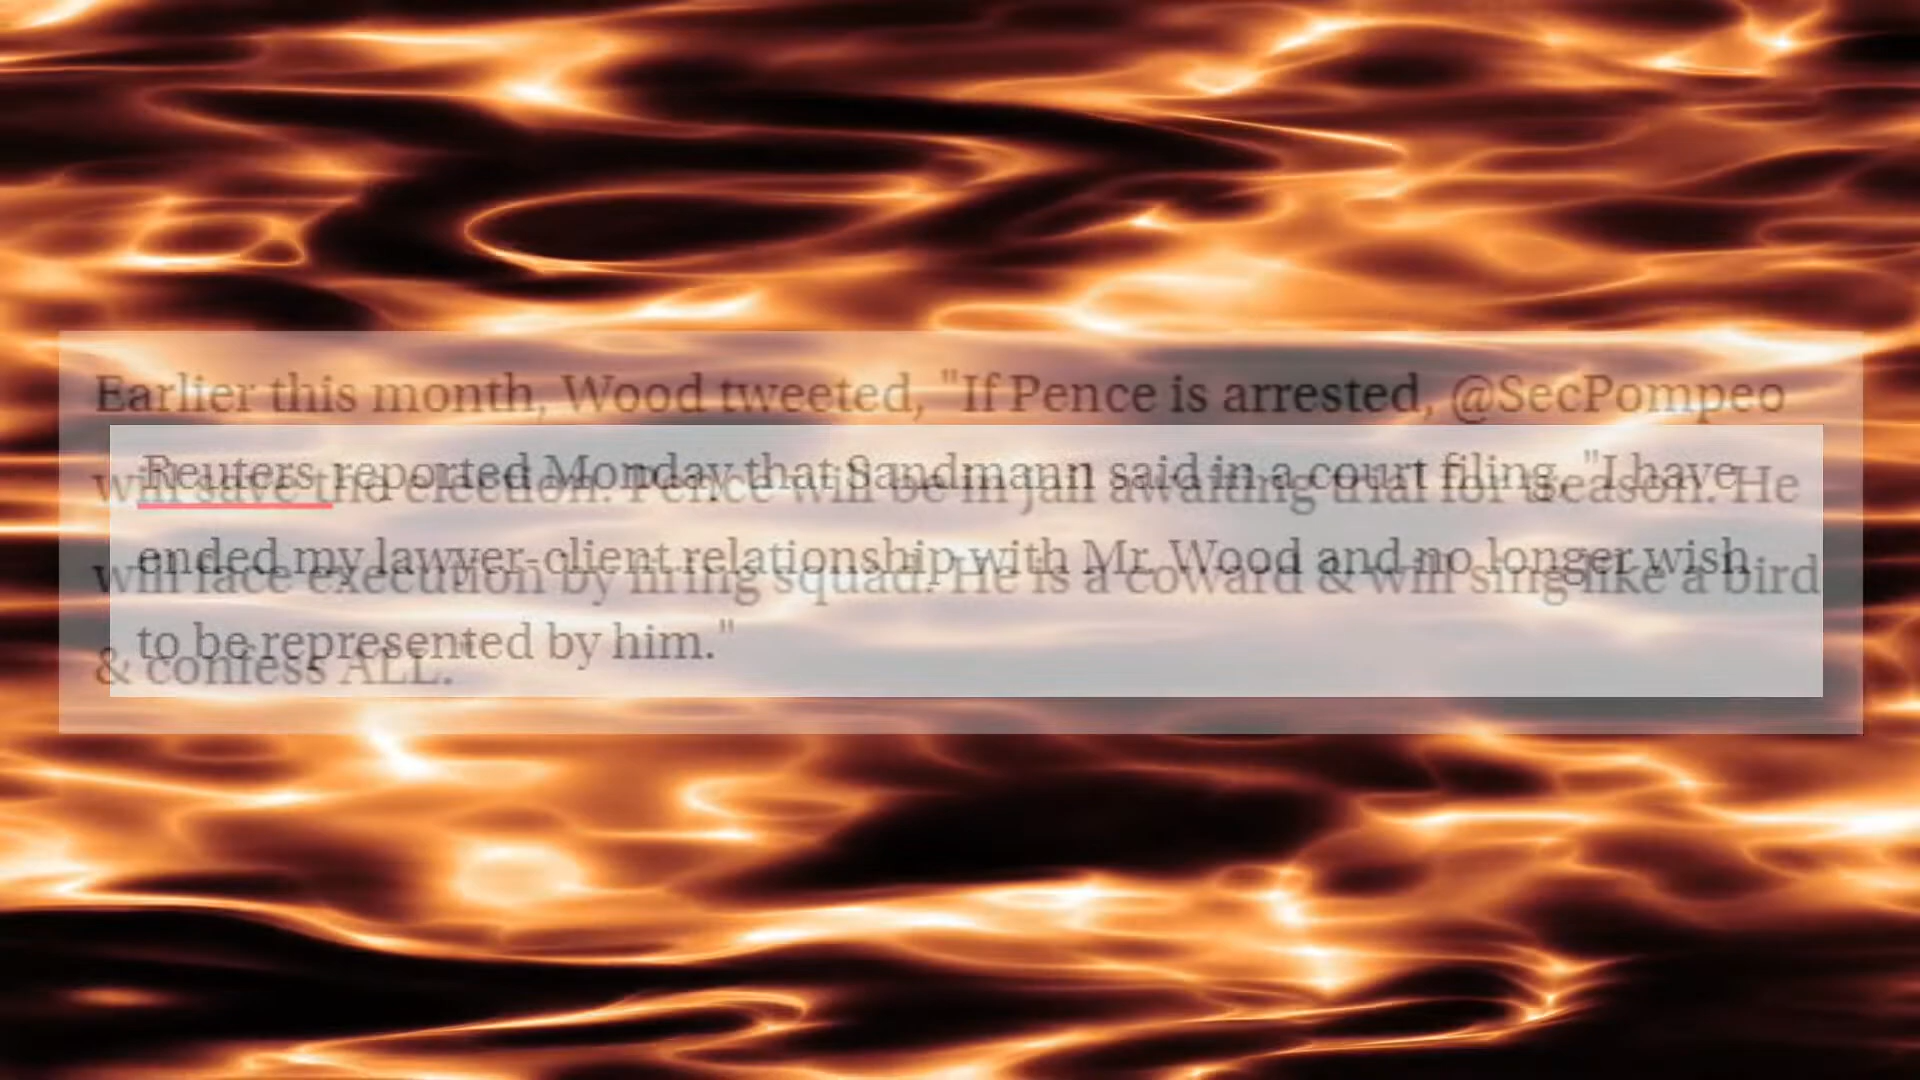 Earlier this month, Wood tweeted, "If Pence is arrested, @SecPompeo
will save the election. Pence will be in jail awaiting trial for treason. He
will face execution by firing squad. He is a coward & will sing like a bird
& confess ALL."
Reuters reported Monday that Sandmann said in a court filing, "I have
ended my lawyer-client relationship with Mr. Wood and no longer wish
to be represented by him."